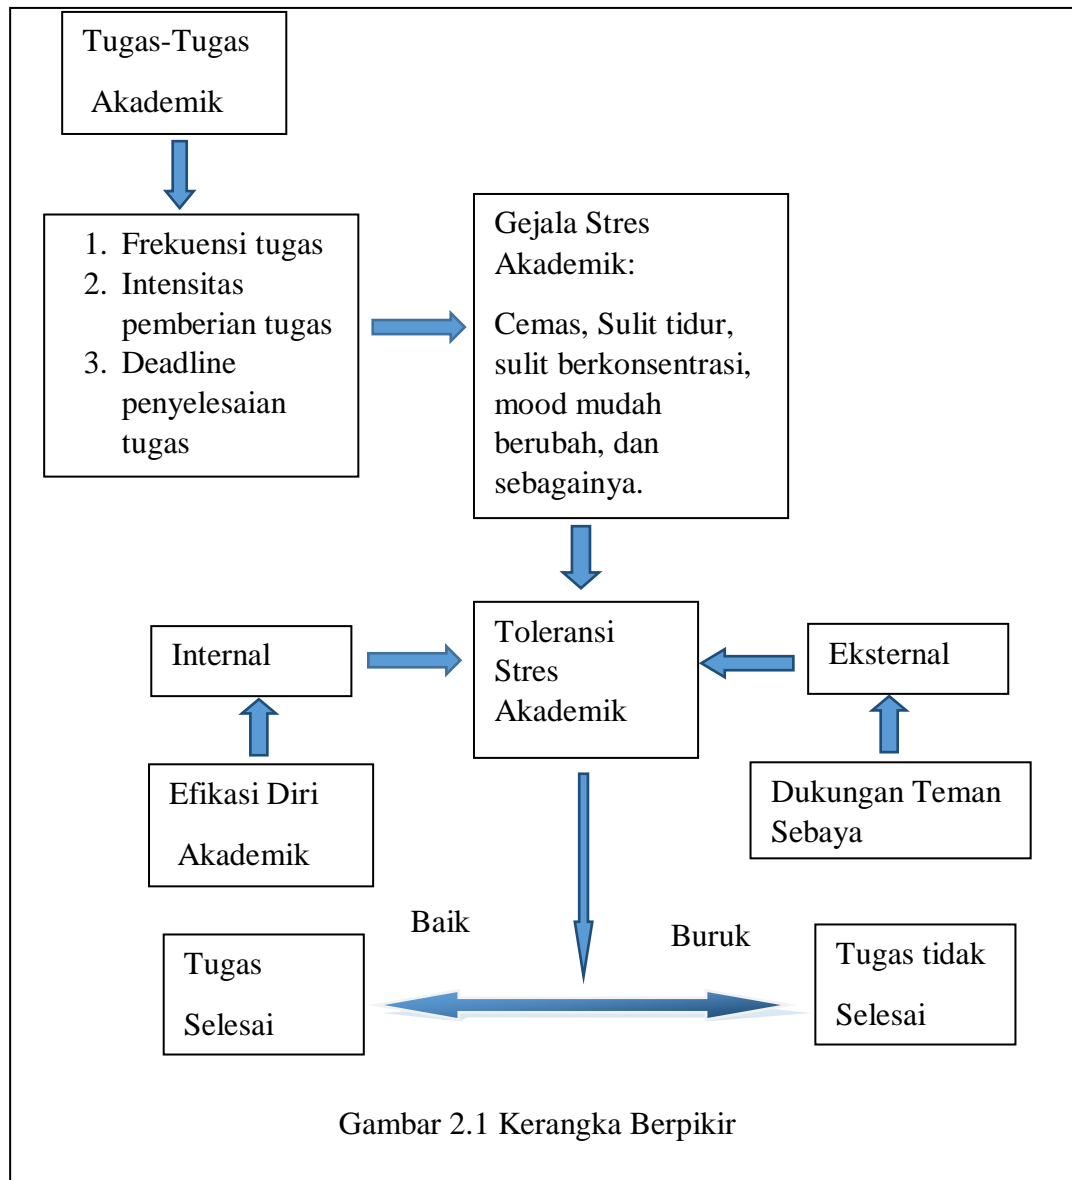 Tugas-Tugas
Akademik
1. Frekuensi tugas
2. Intensitas
pemberian tugas
3. Deadline
penyelesaian
tugas
Gejala Stres
Akademik:
Cemas, Sulit tidur,
sulit berkonsentrasi,
mood mudah
berubah, dan
sebagainya.
Internal
Toleransi
Stres
Akademik
Eksternal
Efikasi Diri
Akademik
Dukungan Teman
Sebaya
Baik
Buruk
Tugas
Selesai
Tugas tidak
Selesai
Gambar 2.1 Kerangka Berpikir